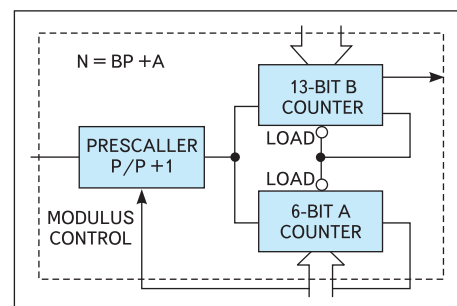 N = BP + A
13-BIT B
COUNTER
LOAD
PRESCALLER
P/P + 1
LOAD
MODULUS
CONTROL
6-BIT A
COUNTER